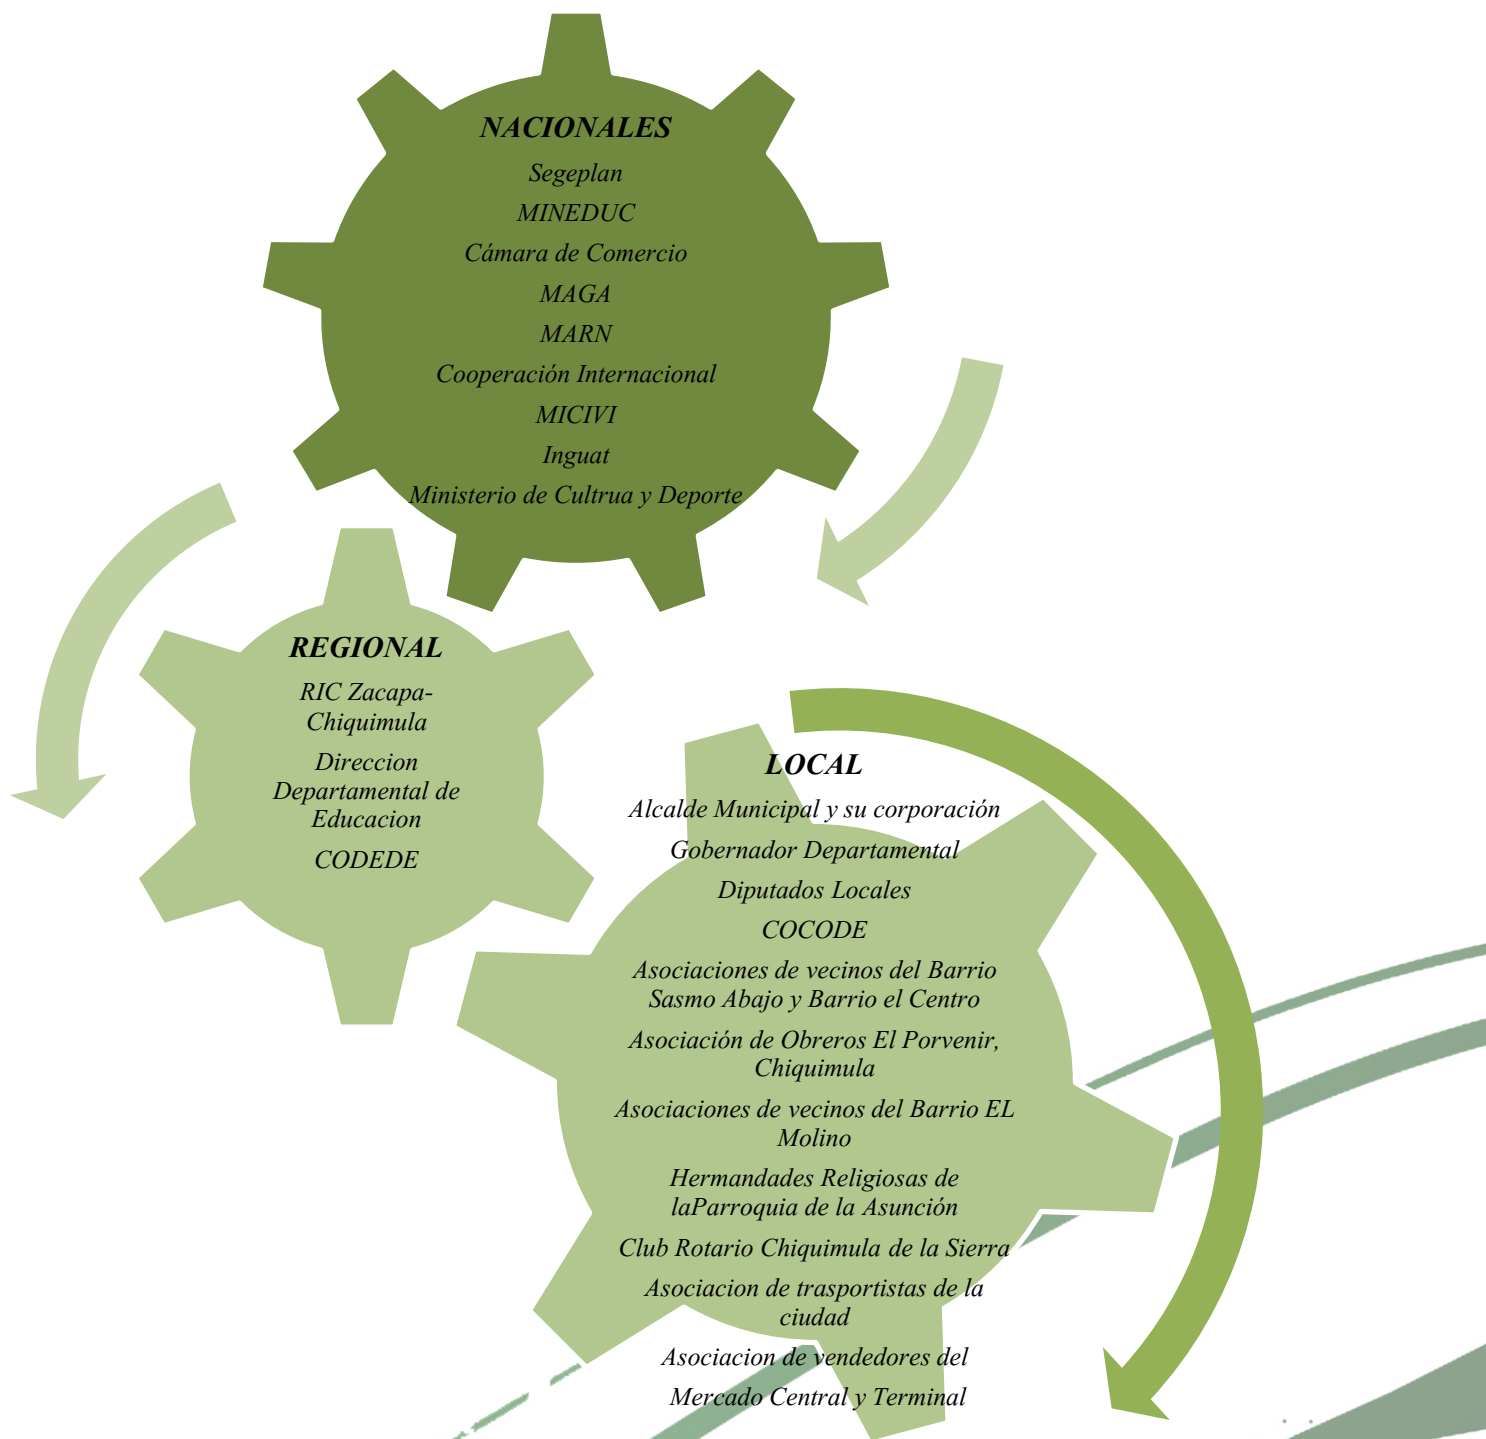 NACIONALES
Segeplan
MINEDUC
Cámara de Comercio
MAGA
MARN
Cooperación Internacional
MICIVI
Inguat
Ministerio de Cultrua y Deporte
REGIONAL
RIC Zacapa-
Chiquimula
Direccion
Departamental de
Educacion
CODEDE
LOCAL
Alcalde Municipal y su corporación
Gobernador Departamental
Diputados Locales
COCODE
Asociaciones de vecinos del Barrio
Sasmo Abajo y Barrio el Centro
Asociación de Obreros El Porvenir,
Chiquimula
Asociaciones de vecinos del Barrio EL
Molino
Hermandades Religiosas de
laParroquia de la Asunción
Club Rotario Chiquimula de la Sierra
Asociacion de trasportistas de la
ciudad
Asociacion de vendedores del
Mercado Central y Terminal